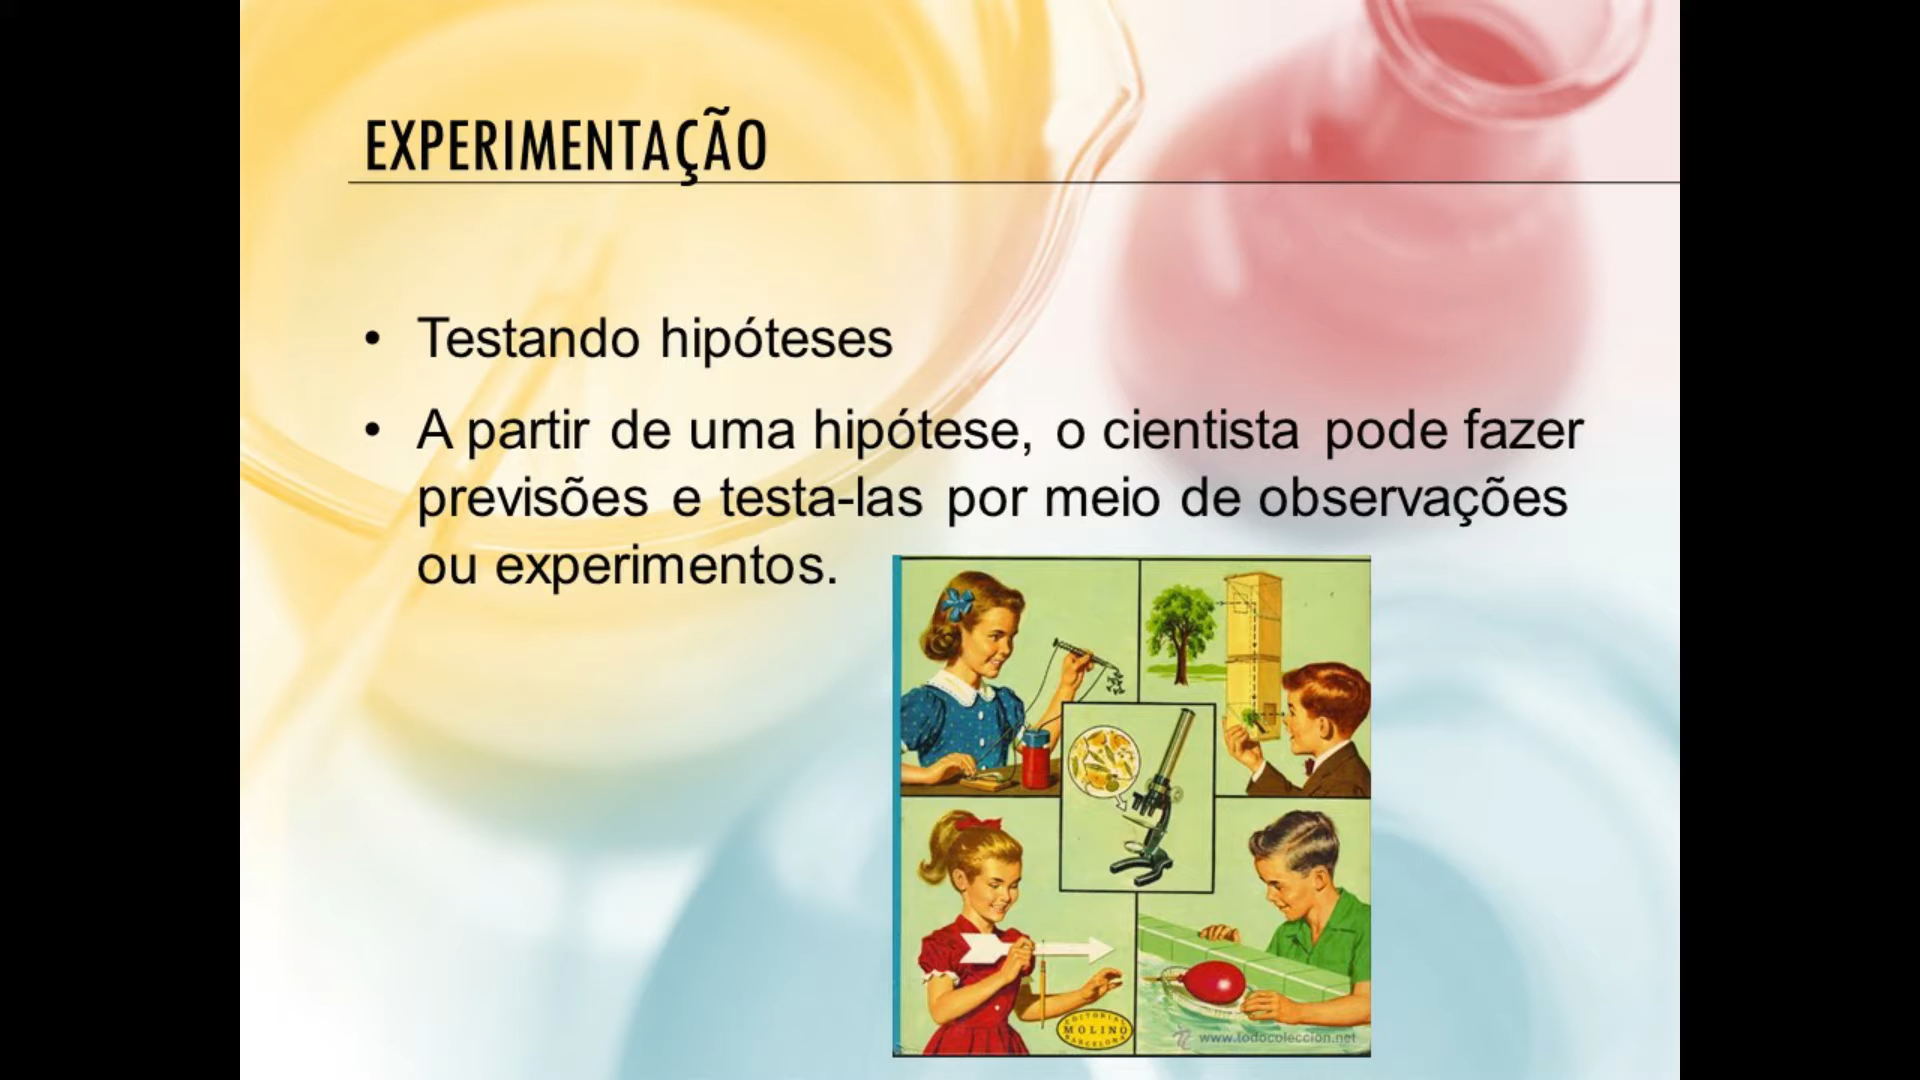 EXPERIMENTAÇÃO
• Testando hipóteses
• A partir de uma hipótese, o cientista pode fazer
previsões e testa-las por meio de observações
ou experimentos.
EDITORIAL
MOLINO
BARCELONA
www.todocoleccion.net